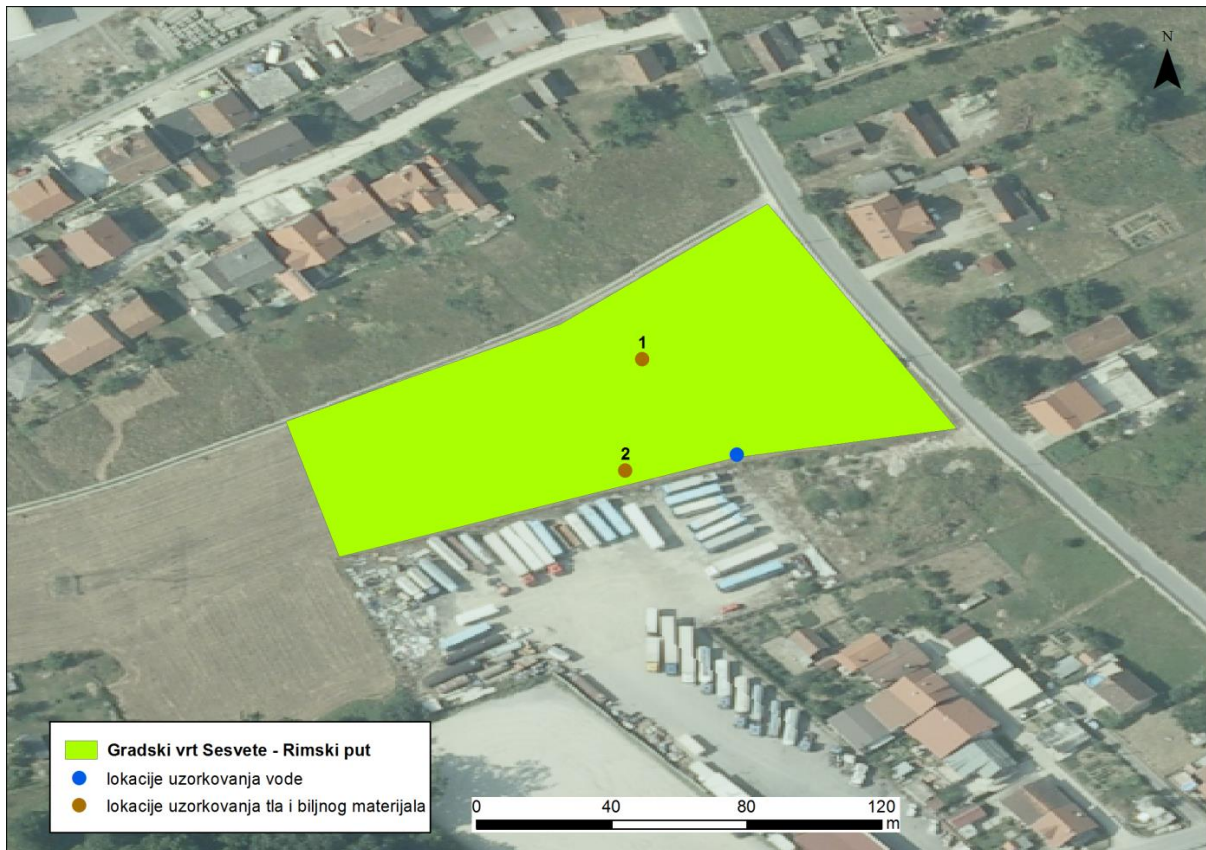 N
1
2
Gradski vrt Sesvete - Rimski put
lokacije uzorkovanja vode
lokacije uzorkovanja tla i biljnog materijala
0 40 80 120
m